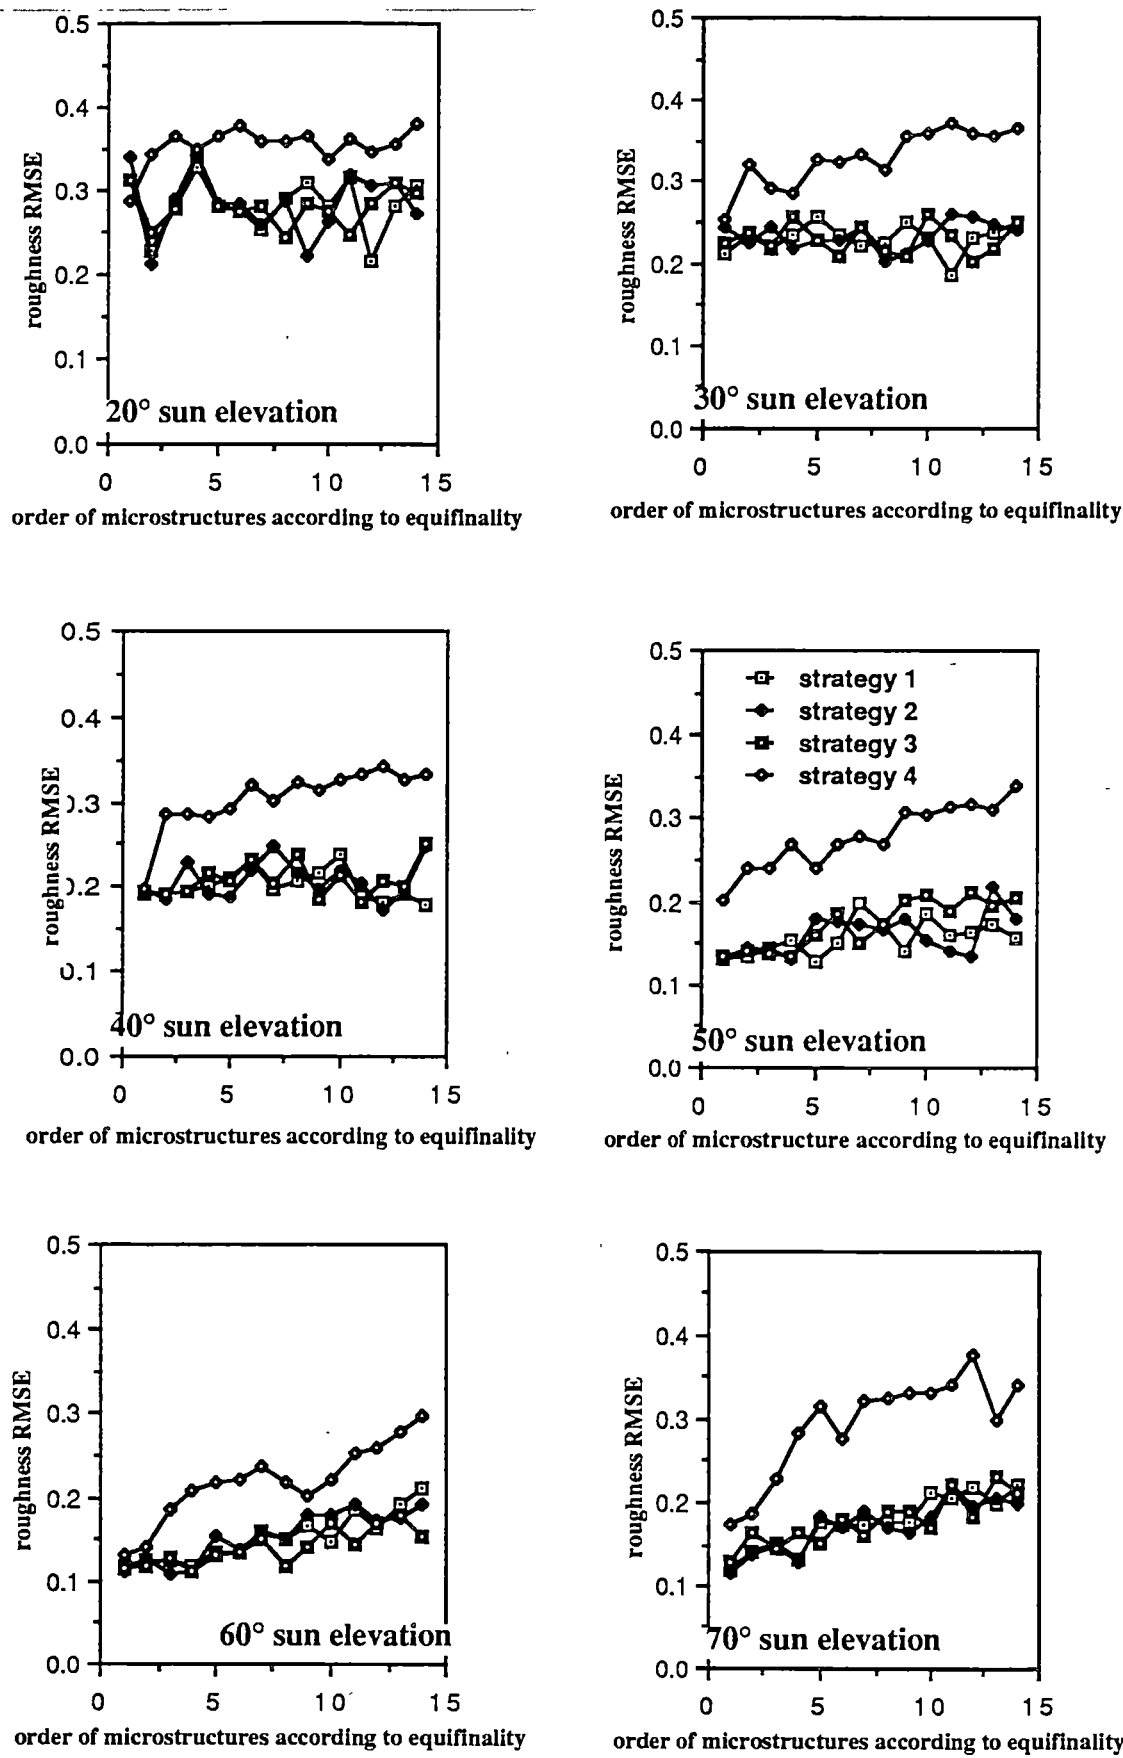 0.5
0.4
0.3
0.2
0.1
0.0
roughness RMSE
20° sun elevation
0 5 10 15
order of microstructures according to equifinality
0.5
0.4
0.3
0.2
0.1
0.0
roughness RMSE
30° sun elevation
0 5 10 15
order of microstructures according to equifinality
0.5
0.4
0.3
0.2
0.1
0.0
roughness RMSE
40° sun elevation
0 5 10 15
order of microstructures according to equifinality
0.5
0.4
0.3
0.2
0.1
0.0
roughness RMSE
strategy 1
strategy 2
strategy 3
strategy 4
50° sun elevation
0 5 10 15
order of microstructure according to equifinality
0.5
0.4
0.3
0.2
0.1
0.0
roughness RMSE
60° sun elevation
0 5 10 15
order of microstructures according to equifinality
0.5
0.4
0.3
0.2
0.1
0.0
roughness RMSE
70° sun elevation
0 5 10 15
order of microstructures according to equifinality